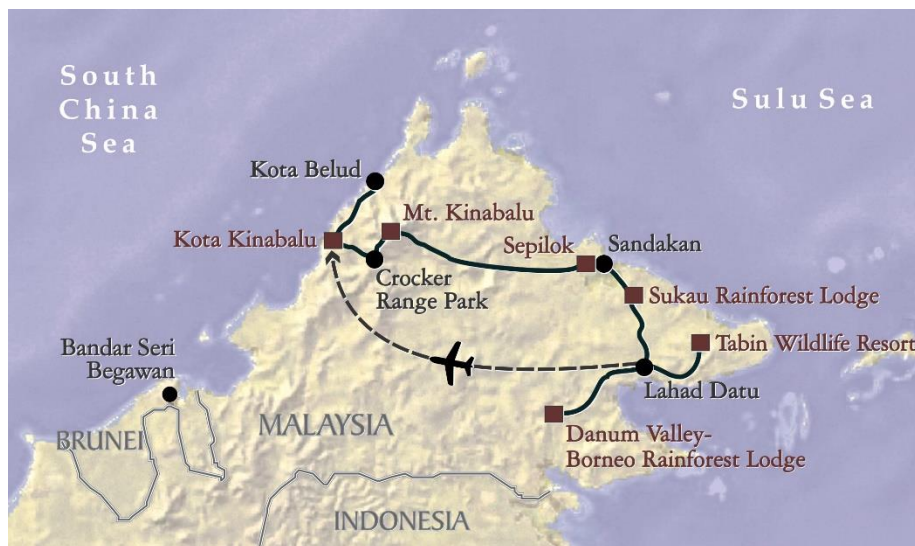 South
China
Sea
Sulu Sea
Kota Belud
Mt. Kinabalu
Kota Kinabalu
Sepilok
Sandakan
Crocker
Range Park
Sukau Rainforest Lodge
Tabin Wildlife Resort
Bandar Seri
Begawan
Lahad Datu
MALAYSIA
BRUNEI
Danum Valley-
Borneo Rainforest Lodge
INDONESIA